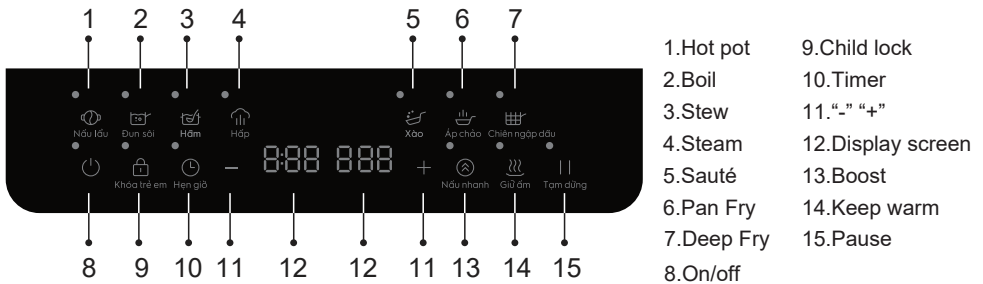 1 2 3 4 5 6 7
Nấu lẩu Đun sôi Hầm Hấp Xào Áp chảo Chiên ngập dầu
8:88 888
Khóa trẻ em Hẹn giờ − + Nấu nhanh Giữ ấm Tạm dừng
8 9 10 11 12 12 11 13 14 15
1.Hot pot
2.Boil
3.Stew
4.Steam
5.Sauté
6.Pan Fry
7.Deep Fry
8.On/off
9.Child lock
10.Timer
11.“-” “+”
12.Display screen
13.Boost
14.Keep warm
15.Pause